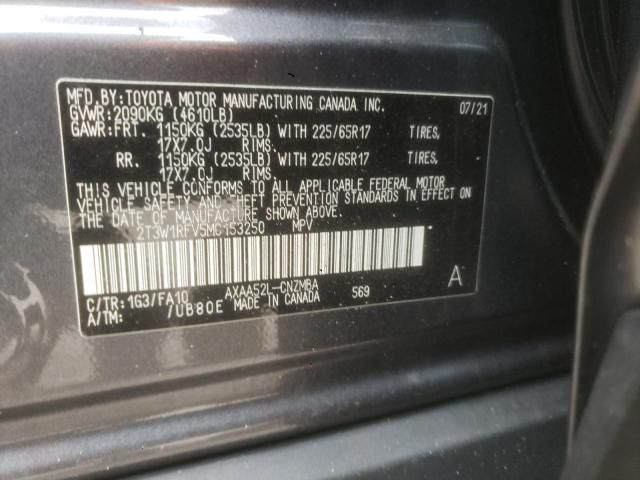 MFD.BY:TOYOTA MOTOR MANUFACTURING CANADA INC. 07/21
GVWR:2090KG (4610LB)
GAWR:FRT. 1150KG (2535LB) WITH 225/65R17 TIRES,
17X7.0J RIMS.
RR. 1150KG (2535LB) WITH 225/65R17 TIRES,
17X7.0J RIMS.
THIS VEHICLE CONFORMS TO ALL APPLICABLE FEDERAL MOTOR
VEHICLE SAFETY AND THEFT PREVENTION STANDARDS IN EFFECT ON
THE DATE OF MANUFACTURE SHOWN ABOVE.
2T3W1RFV5MC153250 MPV
A
AXAA52L-CNZMBA 569
C/TR:1G3/FA10 MADE IN CANADA
A/TM: /UB80E